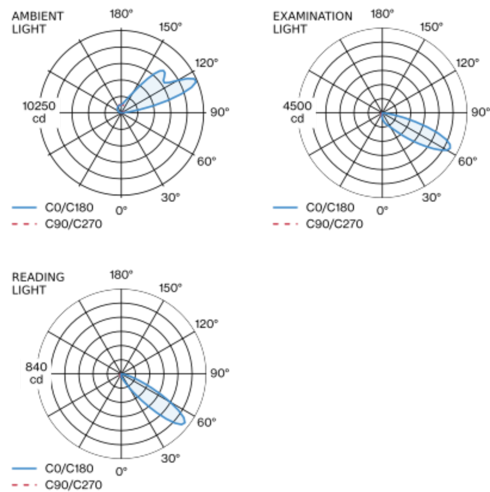 AMBIENT
LIGHT
180°
150°
120°
10250
cd
90°
60°
30°
0°
C0/C180
C90/C270
EXAMINATION
LIGHT
180°
150°
120°
4500
cd
90°
60°
30°
0°
C0/C180
C90/C270
READING
LIGHT
180°
150°
120°
840
cd
90°
60°
30°
0°
C0/C180
C90/C270